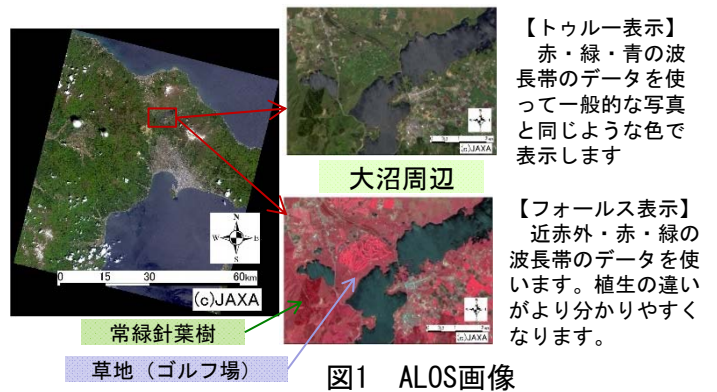 【トゥルー表示】
赤・緑・青の波
長帯のデータを使
って一般的な写真
と同じような色で
表示します
(c)JAXA
大沼周辺
N
W E
S
0 15 30 60km
(c)JAXA
【フォールス表示】
近赤外・赤・緑の
波長帯のデータを使
います。植生の違い
がより分かりやすく
なります。
(c)JAXA
常緑針葉樹
草地（ゴルフ場）
図1 ALOS画像